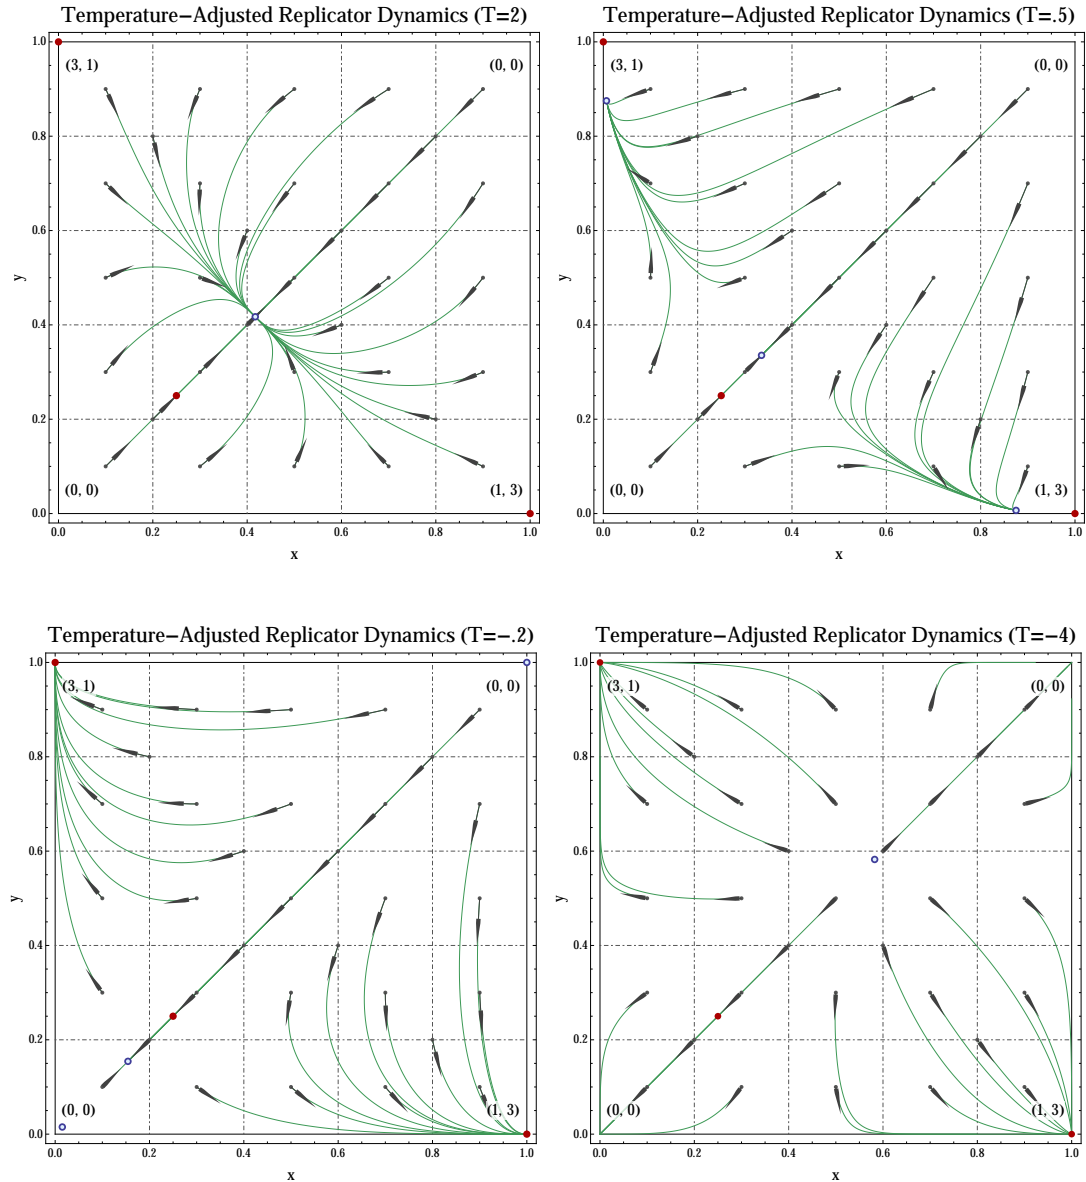 Temperature−Adjusted Replicator Dynamics (T=2)
1.0
(3, 1)
(0, 0)
0.8
0.6
y
0.4
0.2
(0, 0)
(1, 3)
0.0
0.0 0.2 0.4 0.6 0.8 1.0
x
Temperature−Adjusted Replicator Dynamics (T=.5)
1.0
(3, 1)
(0, 0)
0.8
0.6
y
0.4
0.2
(0, 0)
(1, 3)
0.0
0.0 0.2 0.4 0.6 0.8 1.0
x
Temperature−Adjusted Replicator Dynamics (T=−.2)
1.0
(3, 1)
(0, 0)
0.8
0.6
y
0.4
0.2
(0, 0)
(1, 3)
0.0
0.0 0.2 0.4 0.6 0.8 1.0
x
Temperature−Adjusted Replicator Dynamics (T=−4)
1.0
(3, 1)
(0, 0)
0.8
0.6
y
0.4
0.2
(0, 0)
(1, 3)
0.0
0.0 0.2 0.4 0.6 0.8 1.0
x